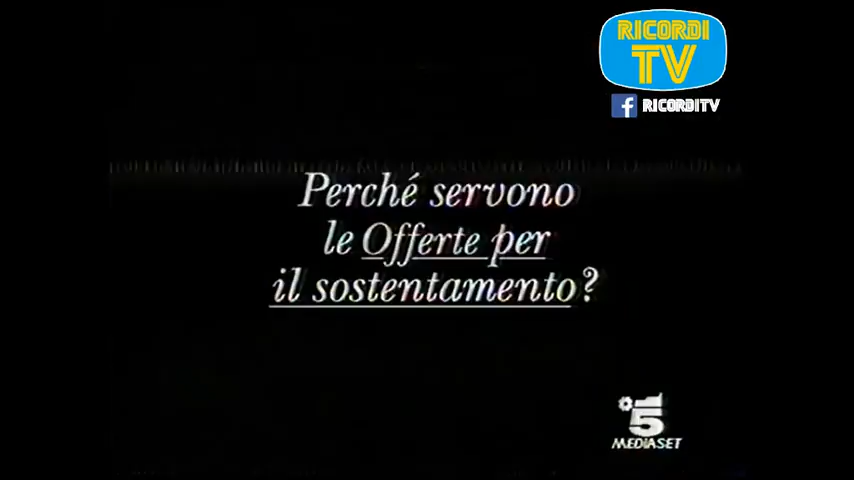 RICORDI
TV
f RICORDITV
Perché servono
le Offerte per
il sostentamento?
5
MEDIASET